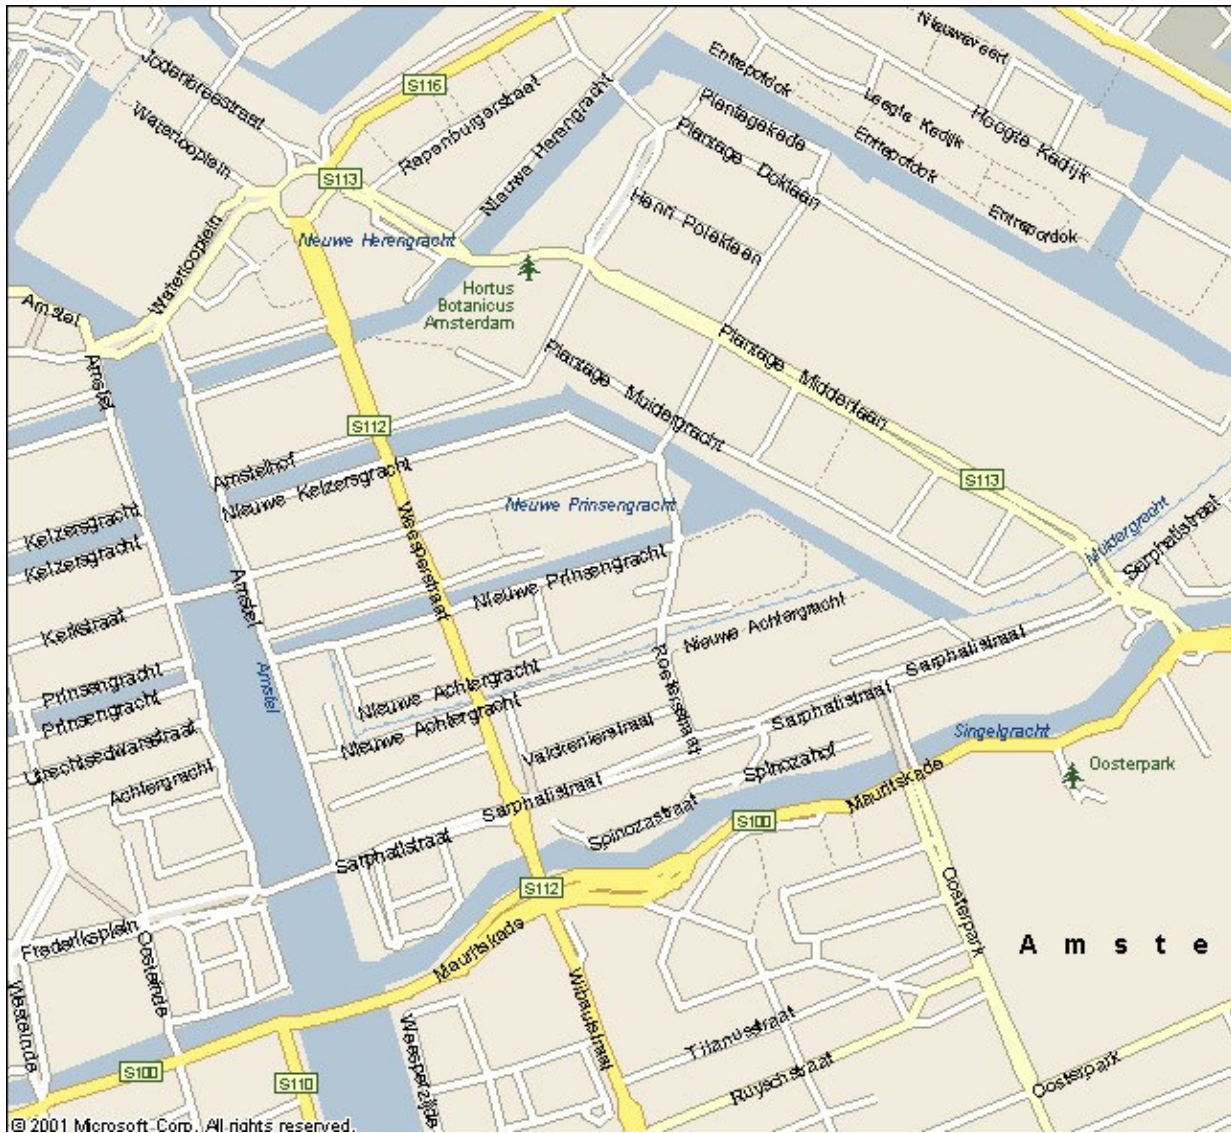 Nieuwevaart
Jodenbreestraat
Entrepotdok
S116
Waterlooplein
Rapenburgerstraat
Nieuwe Herengracht
Plantagekade
Laagte Kadijk
Hoogte Kadijk
Entrepotdok
Plantage Doklaan
S113
Waterlooplein
Nieuwe Herengracht
Henri Polaklaan
Entrepotdok
Hortus
Botanicus
Amsterdam
Amstel
Plantage Middenlaan
Plantage Muidergracht
Amstel
S112
Amstelhof
Nieuwe Keizersgracht
S113
Nieuwe Prinsengracht
Weesperstraat
Muidergracht
Sarphatistraat
Keizersgracht
Keizersgracht
Amstel
Nieuwe Prinsengracht
Kerkstraat
Nieuwe Achtergracht
Sarphatistraat
Roetersstraat
Prinsengracht
Amstel
Nieuwe Achtergracht
Prinsengracht
Nieuwe Achtergracht
Sarphatistraat
Singelgracht
Utrechtsedwarsstraat
Valckenierstraat
Oosterpark
Achtergracht
Spinozahof
Sarphatistraat
Mauritskade
S100
Spinozastraat
Sarphatistraat
S112
Oosterpark
Frederiksplein
Oosteinde
Mauritskade
A m s t e
Westeinde
Wibautstraat
Weesperzijde
Tilanusstraat
S100
S110
Ruyschstraat
Oosterpark
© 2001 Microsoft Corp. All rights reserved.